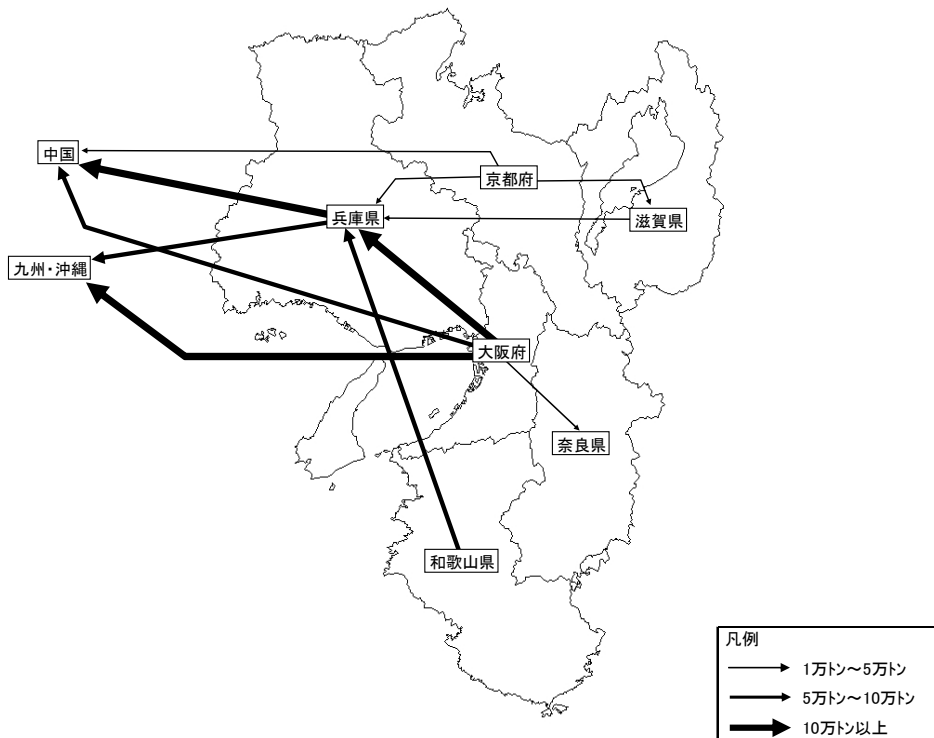 中国
京都府
兵庫県
滋賀県
九州・沖縄
大阪府
奈良県
和歌山県
凡例
1万トン～5万トン
5万トン～10万トン
10万トン以上